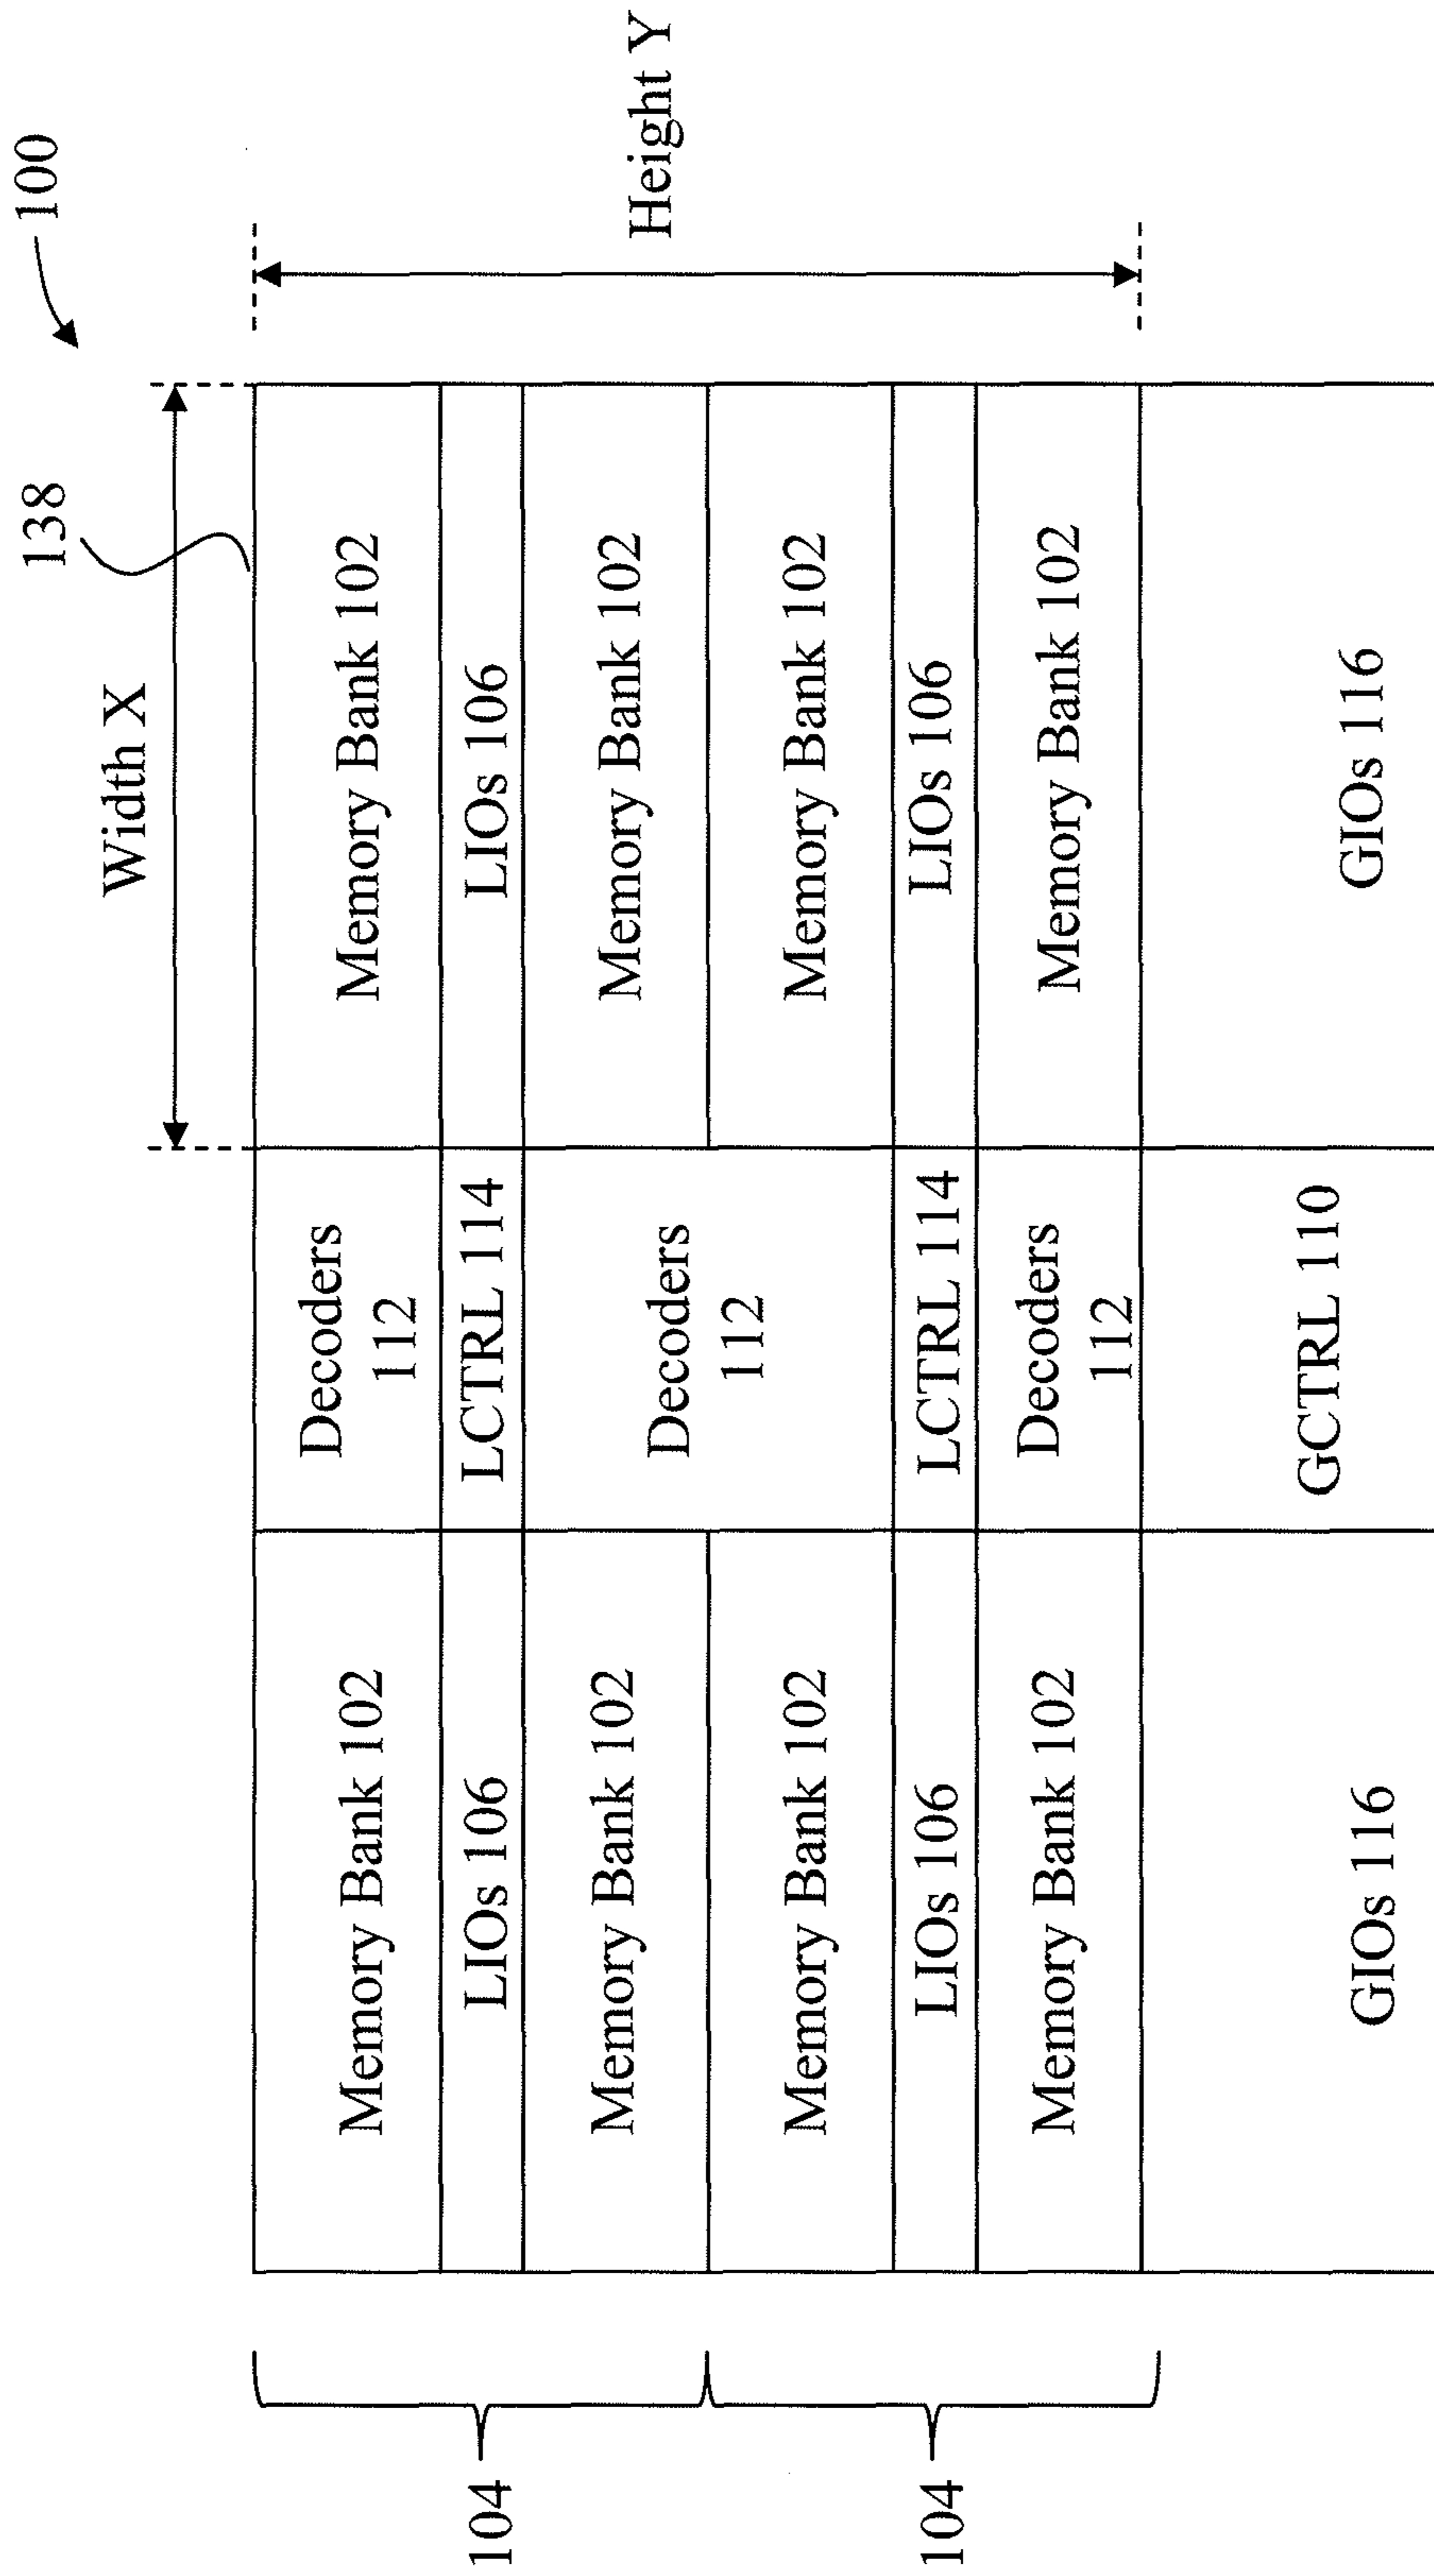 138
100
Width X
Memory Bank 102
Decoders
112
Memory Bank 102
104
LIOs 106
LCTRL 114
LIOs 106
Memory Bank 102
Decoders
112
Memory Bank 102
Height Y
Memory Bank 102
Memory Bank 102
104
LIOs 106
LCTRL 114
LIOs 106
Memory Bank 102
Decoders
112
Memory Bank 102
GIOs 116
GCTRL 110
GIOs 116